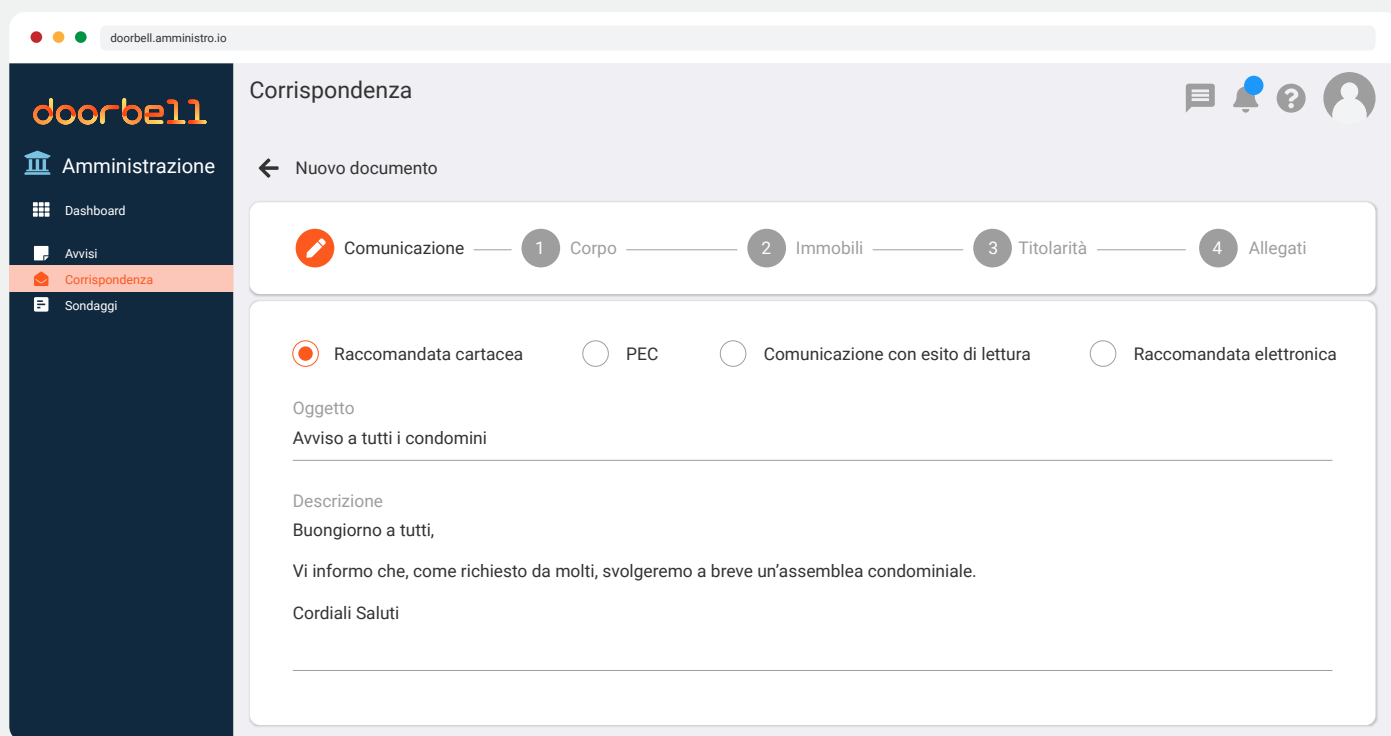 doorbell.amministro.io
doorbell
Amministrazione
Dashboard
Avvisi
Corrispondenza
Sondaggi
Corrispondenza
Nuovo documento
Comunicazione 1 Corpo 2 Immobili 3 Titolarità 4 Allegati
Raccomandata cartacea PEC Comunicazione con esito di lettura Raccomandata elettronica
Oggetto
Avviso a tutti i condomini
Descrizione
Buongiorno a tutti,
Vi informo che, come richiesto da molti, svolgeremo a breve un’assemblea condominiale.
Cordiali Saluti